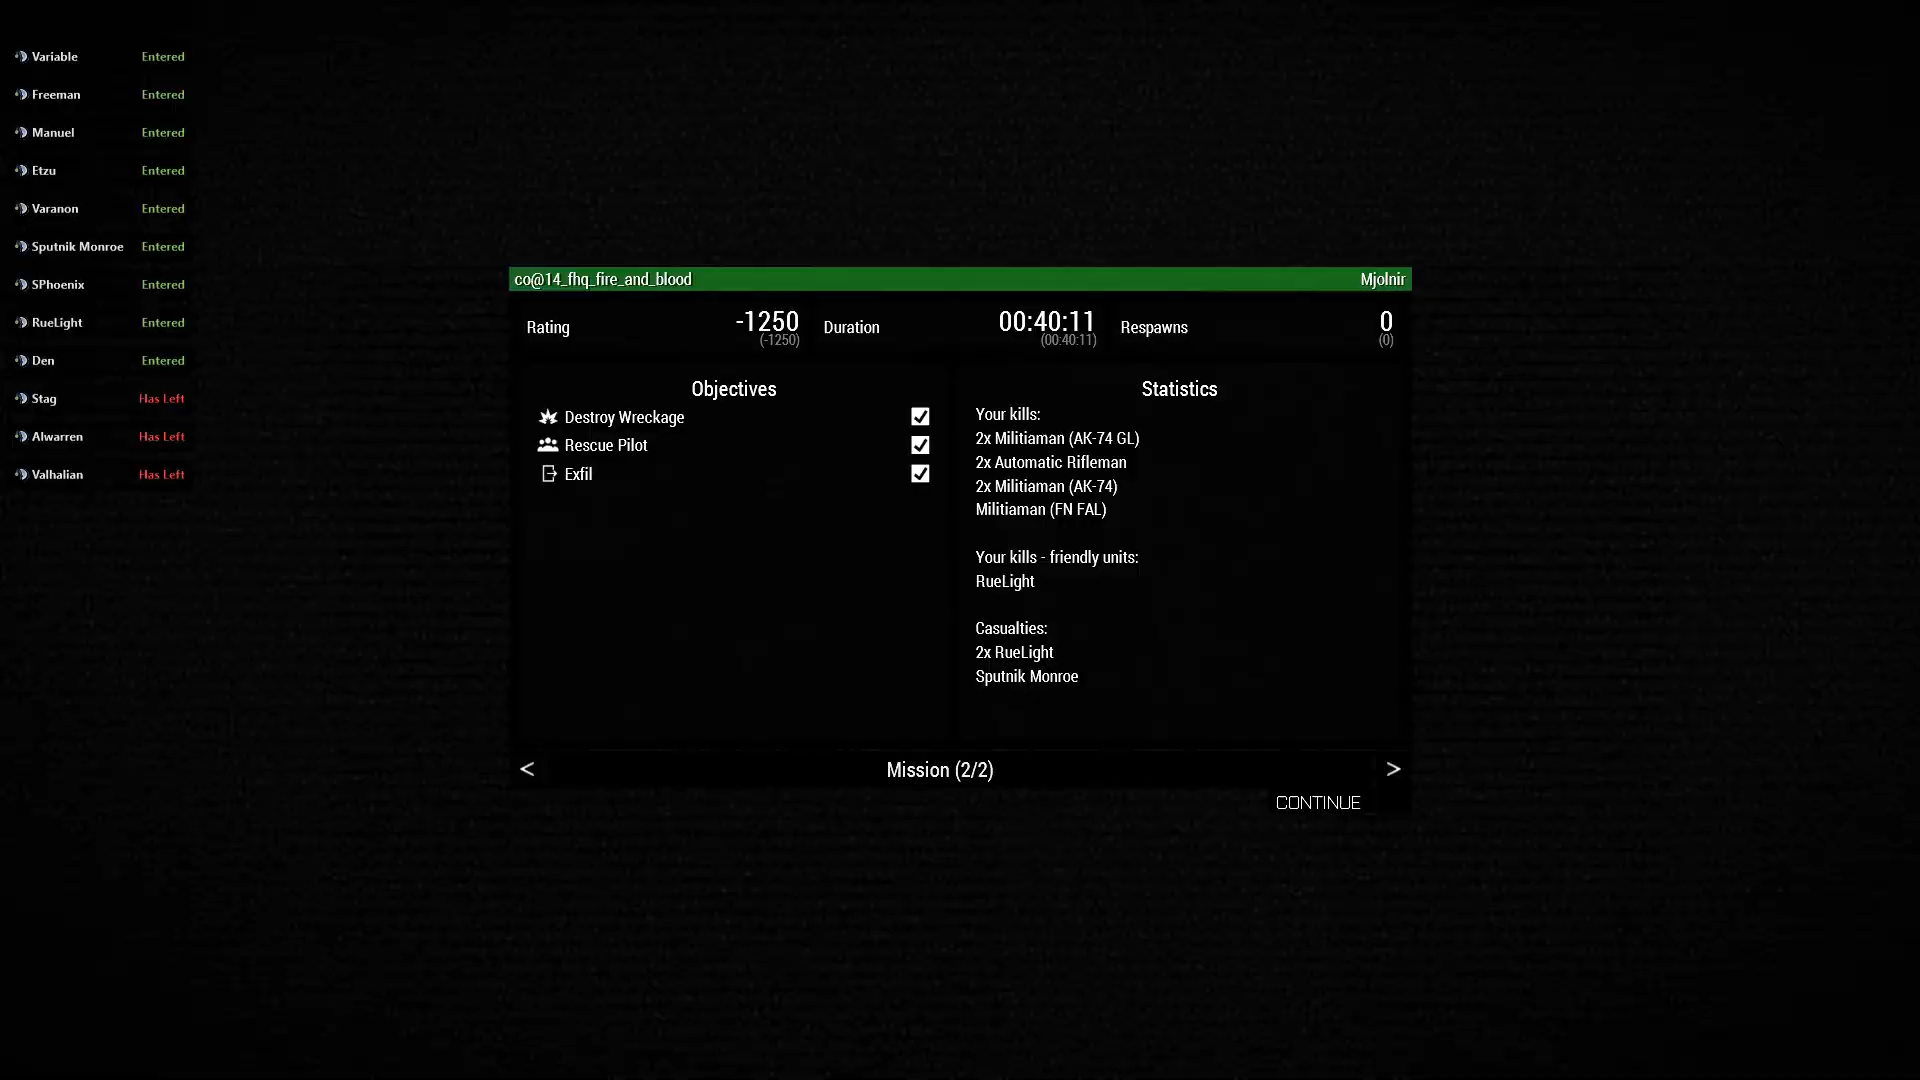 Variable Entered
Freeman Entered
Manuel Entered
Etzu Entered
Varanon Entered
Sputnik Monroe Entered
SPhoenix Entered
RueLight Entered
Den Entered
Stag Has Left
Alwarren Has Left
Valhalian Has Left
co@14_fhq_fire_and_blood Mjolnir
Rating -1250 Duration 00:40:11 Respawns 0
(-1250) (00:40:11) (0)
Objectives
Destroy Wreckage
Rescue Pilot
Exfil
Statistics
Your kills:
2x Militiaman (AK-74 GL)
2x Automatic Rifleman
2x Militiaman (AK-74)
Militiaman (FN FAL)
Your kills - friendly units:
RueLight
Casualties:
2x RueLight
Sputnik Monroe
< Mission (2/2) >
CONTINUE